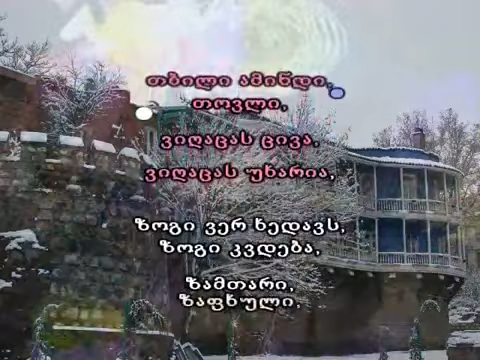 თბილი ამინდი,
თოვლი,
ვიღაცას ცივა,
ვიღაცას უხარია,
ზოგი ვერ ხედავს,
ზოგი კვდება,
ზამთარი,
ზაფხული,